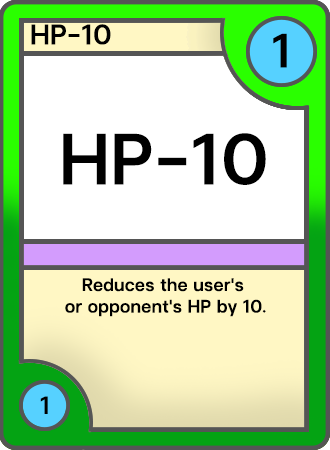 HP-10
1
HP-10
Reduces the user's
or opponent's HP by 10.
1